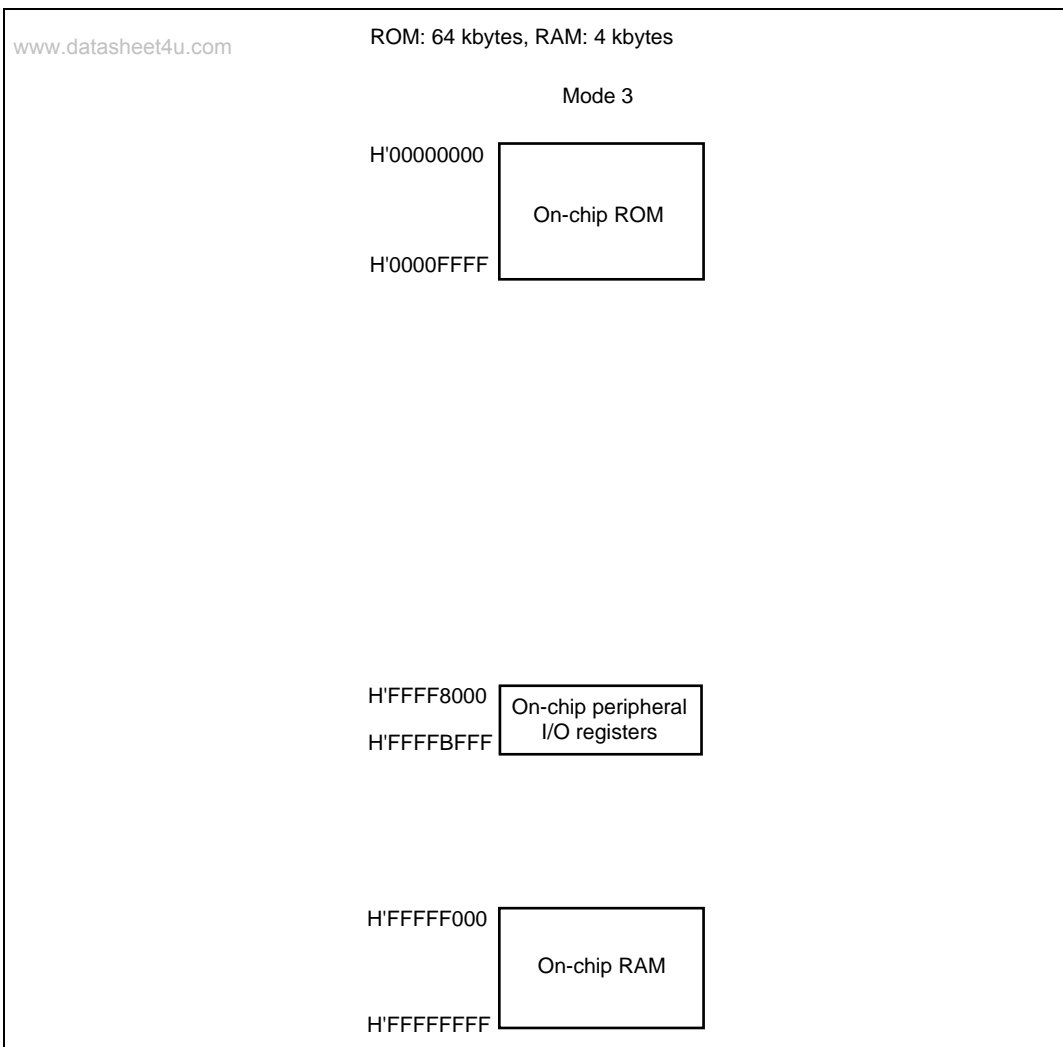 www.datasheet4u.com
ROM: 64 kbytes, RAM: 4 kbytes
Mode 3
H'00000000
On-chip ROM
H'0000FFFF
H'FFFF8000
On-chip peripheral
I/O registers
H'FFFFBFFF
H'FFFFF000
On-chip RAM
H'FFFFFFFF